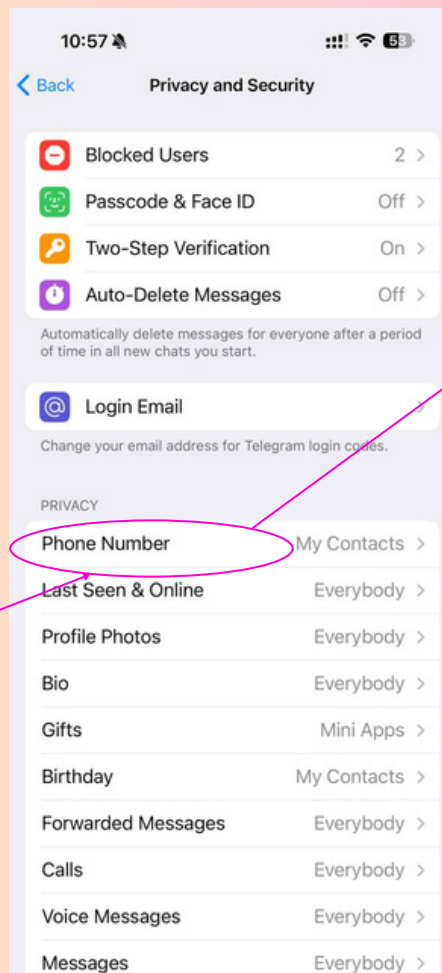 10:57
53
Back Privacy and Security
Blocked Users 2
Passcode & Face ID Off
Two-Step Verification On
Auto-Delete Messages Off
Automatically delete messages for everyone after a period
of time in all new chats you start.
Login Email
Change your email address for Telegram login codes.
PRIVACY
Phone Number My Contacts
Last Seen & Online Everybody
Profile Photos Everybody
Bio Everybody
Gifts Mini Apps
Birthday My Contacts
Forwarded Messages Everybody
Calls Everybody
Voice Messages Everybody
Messages Everybody